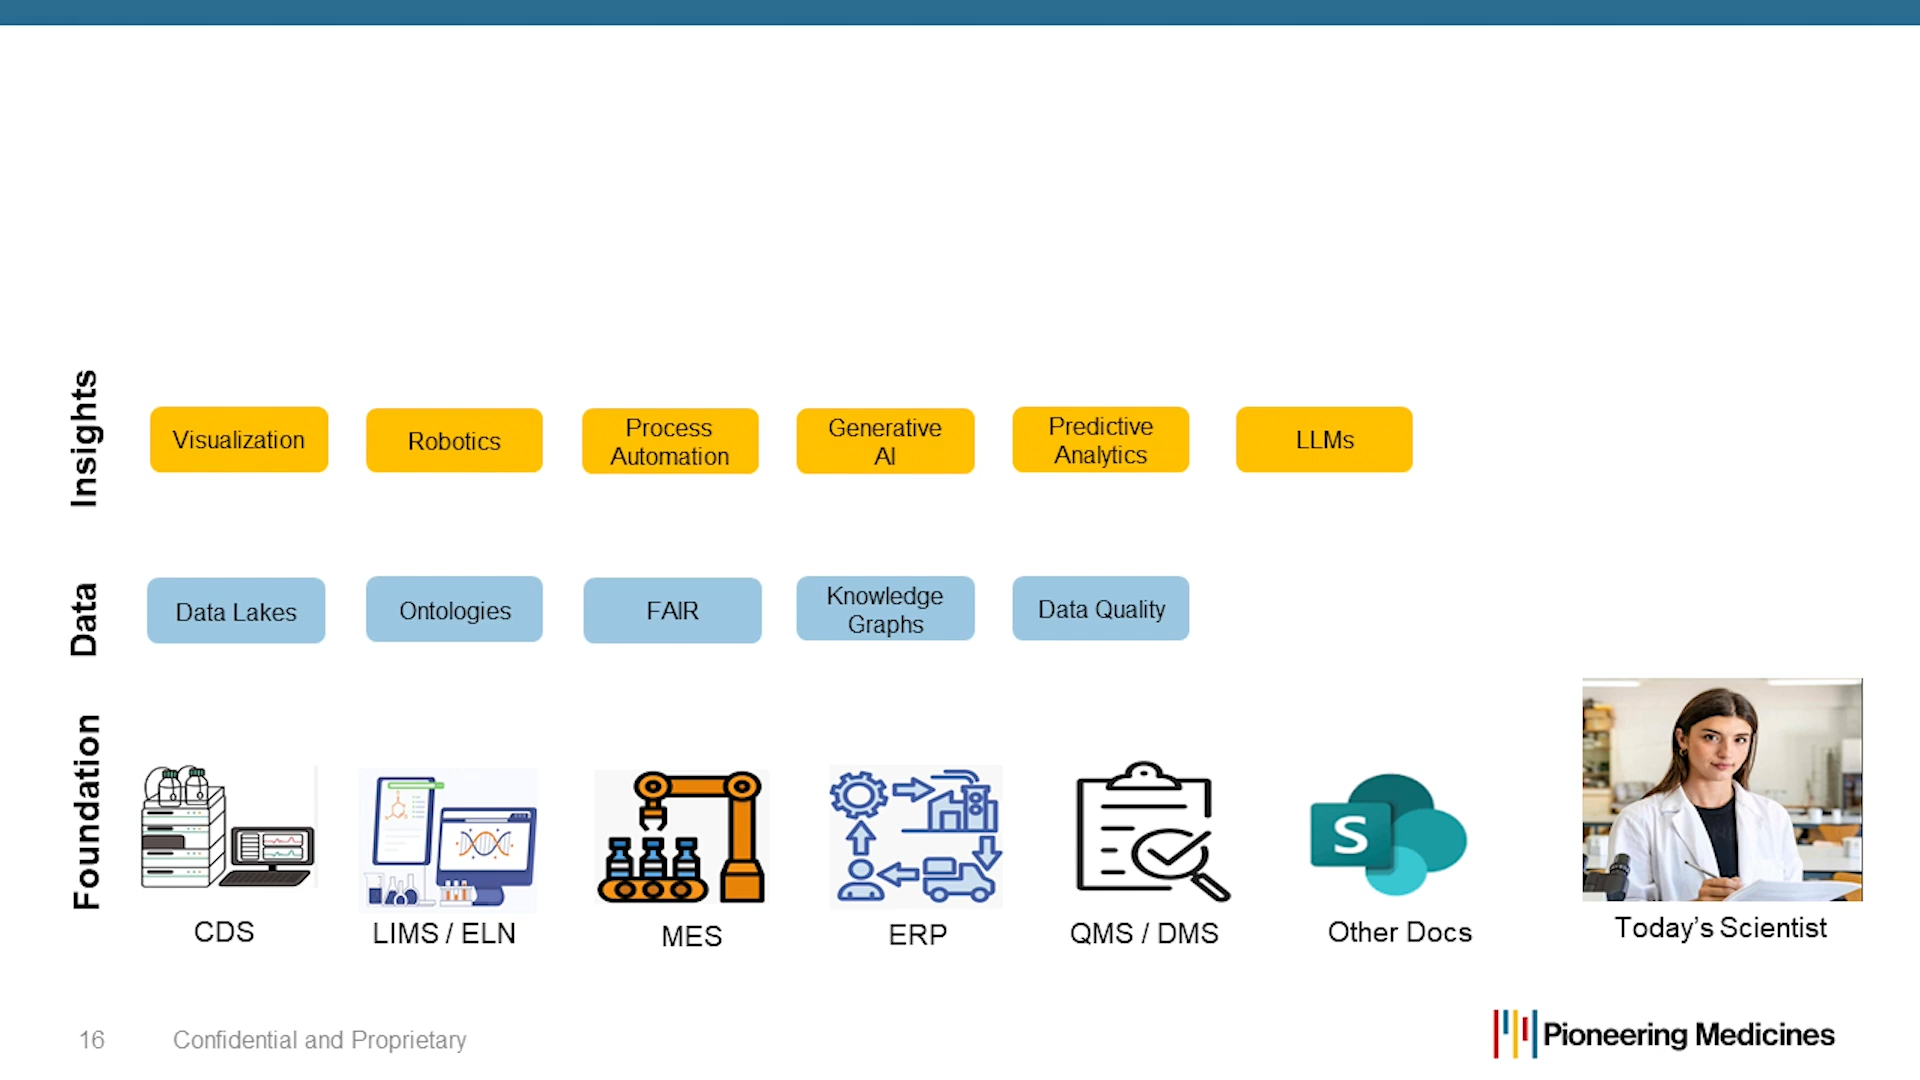 Insights
Visualization
Robotics
Process
Automation
Generative
AI
Predictive
Analytics
LLMs
Data
Data Lakes
Ontologies
FAIR
Knowledge
Graphs
Data Quality
Foundation
S
CDS
LIMS / ELN
MES
ERP
QMS / DMS
Other Docs
Today’s Scientist
16
Confidential and Proprietary
Pioneering Medicines